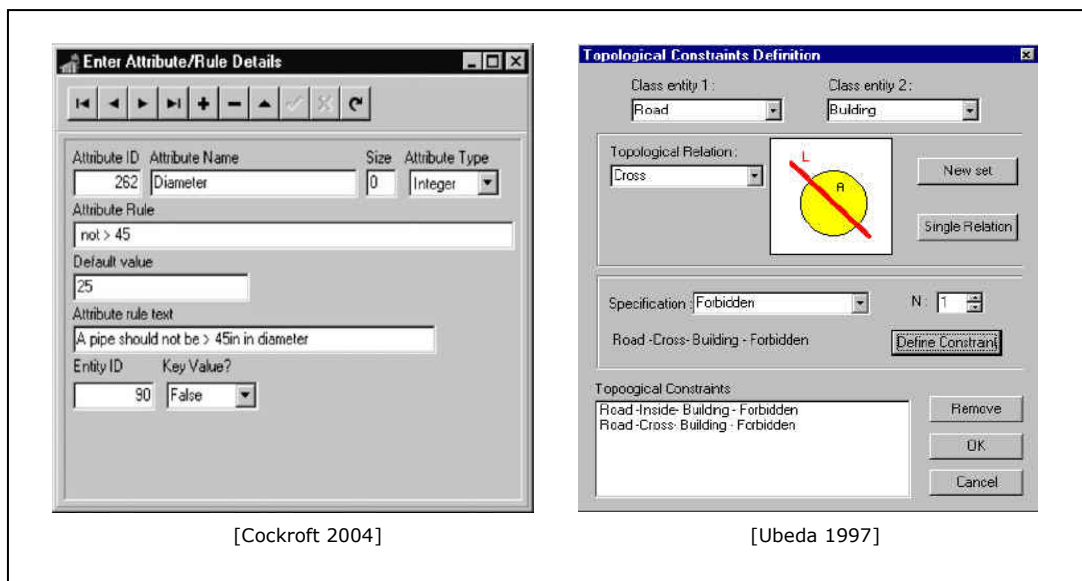 Enter Attribute/Rule Details
Attribute ID Attribute Name Size Attribute Type
262 Diameter 0 Integer
Attribute Rule
not > 45
Default value
25
Attribute rule text
A pipe should not be > 45in in diameter
Entity ID Key Value?
90 False
[Cockroft 2004]
Topological Constraints Definition
Class entity 1 : Class entity 2 :
Road Building
Topological Relation :
Cross
L
A
New set
Single Relation
Specification : Forbidden N : 1
Road -Cross- Building - Forbidden Define Constraint
Topoogical Constraints
Road -Inside- Building - Forbidden
Road -Cross- Building - Forbidden
Remove
OK
Cancel
[Ubeda 1997]